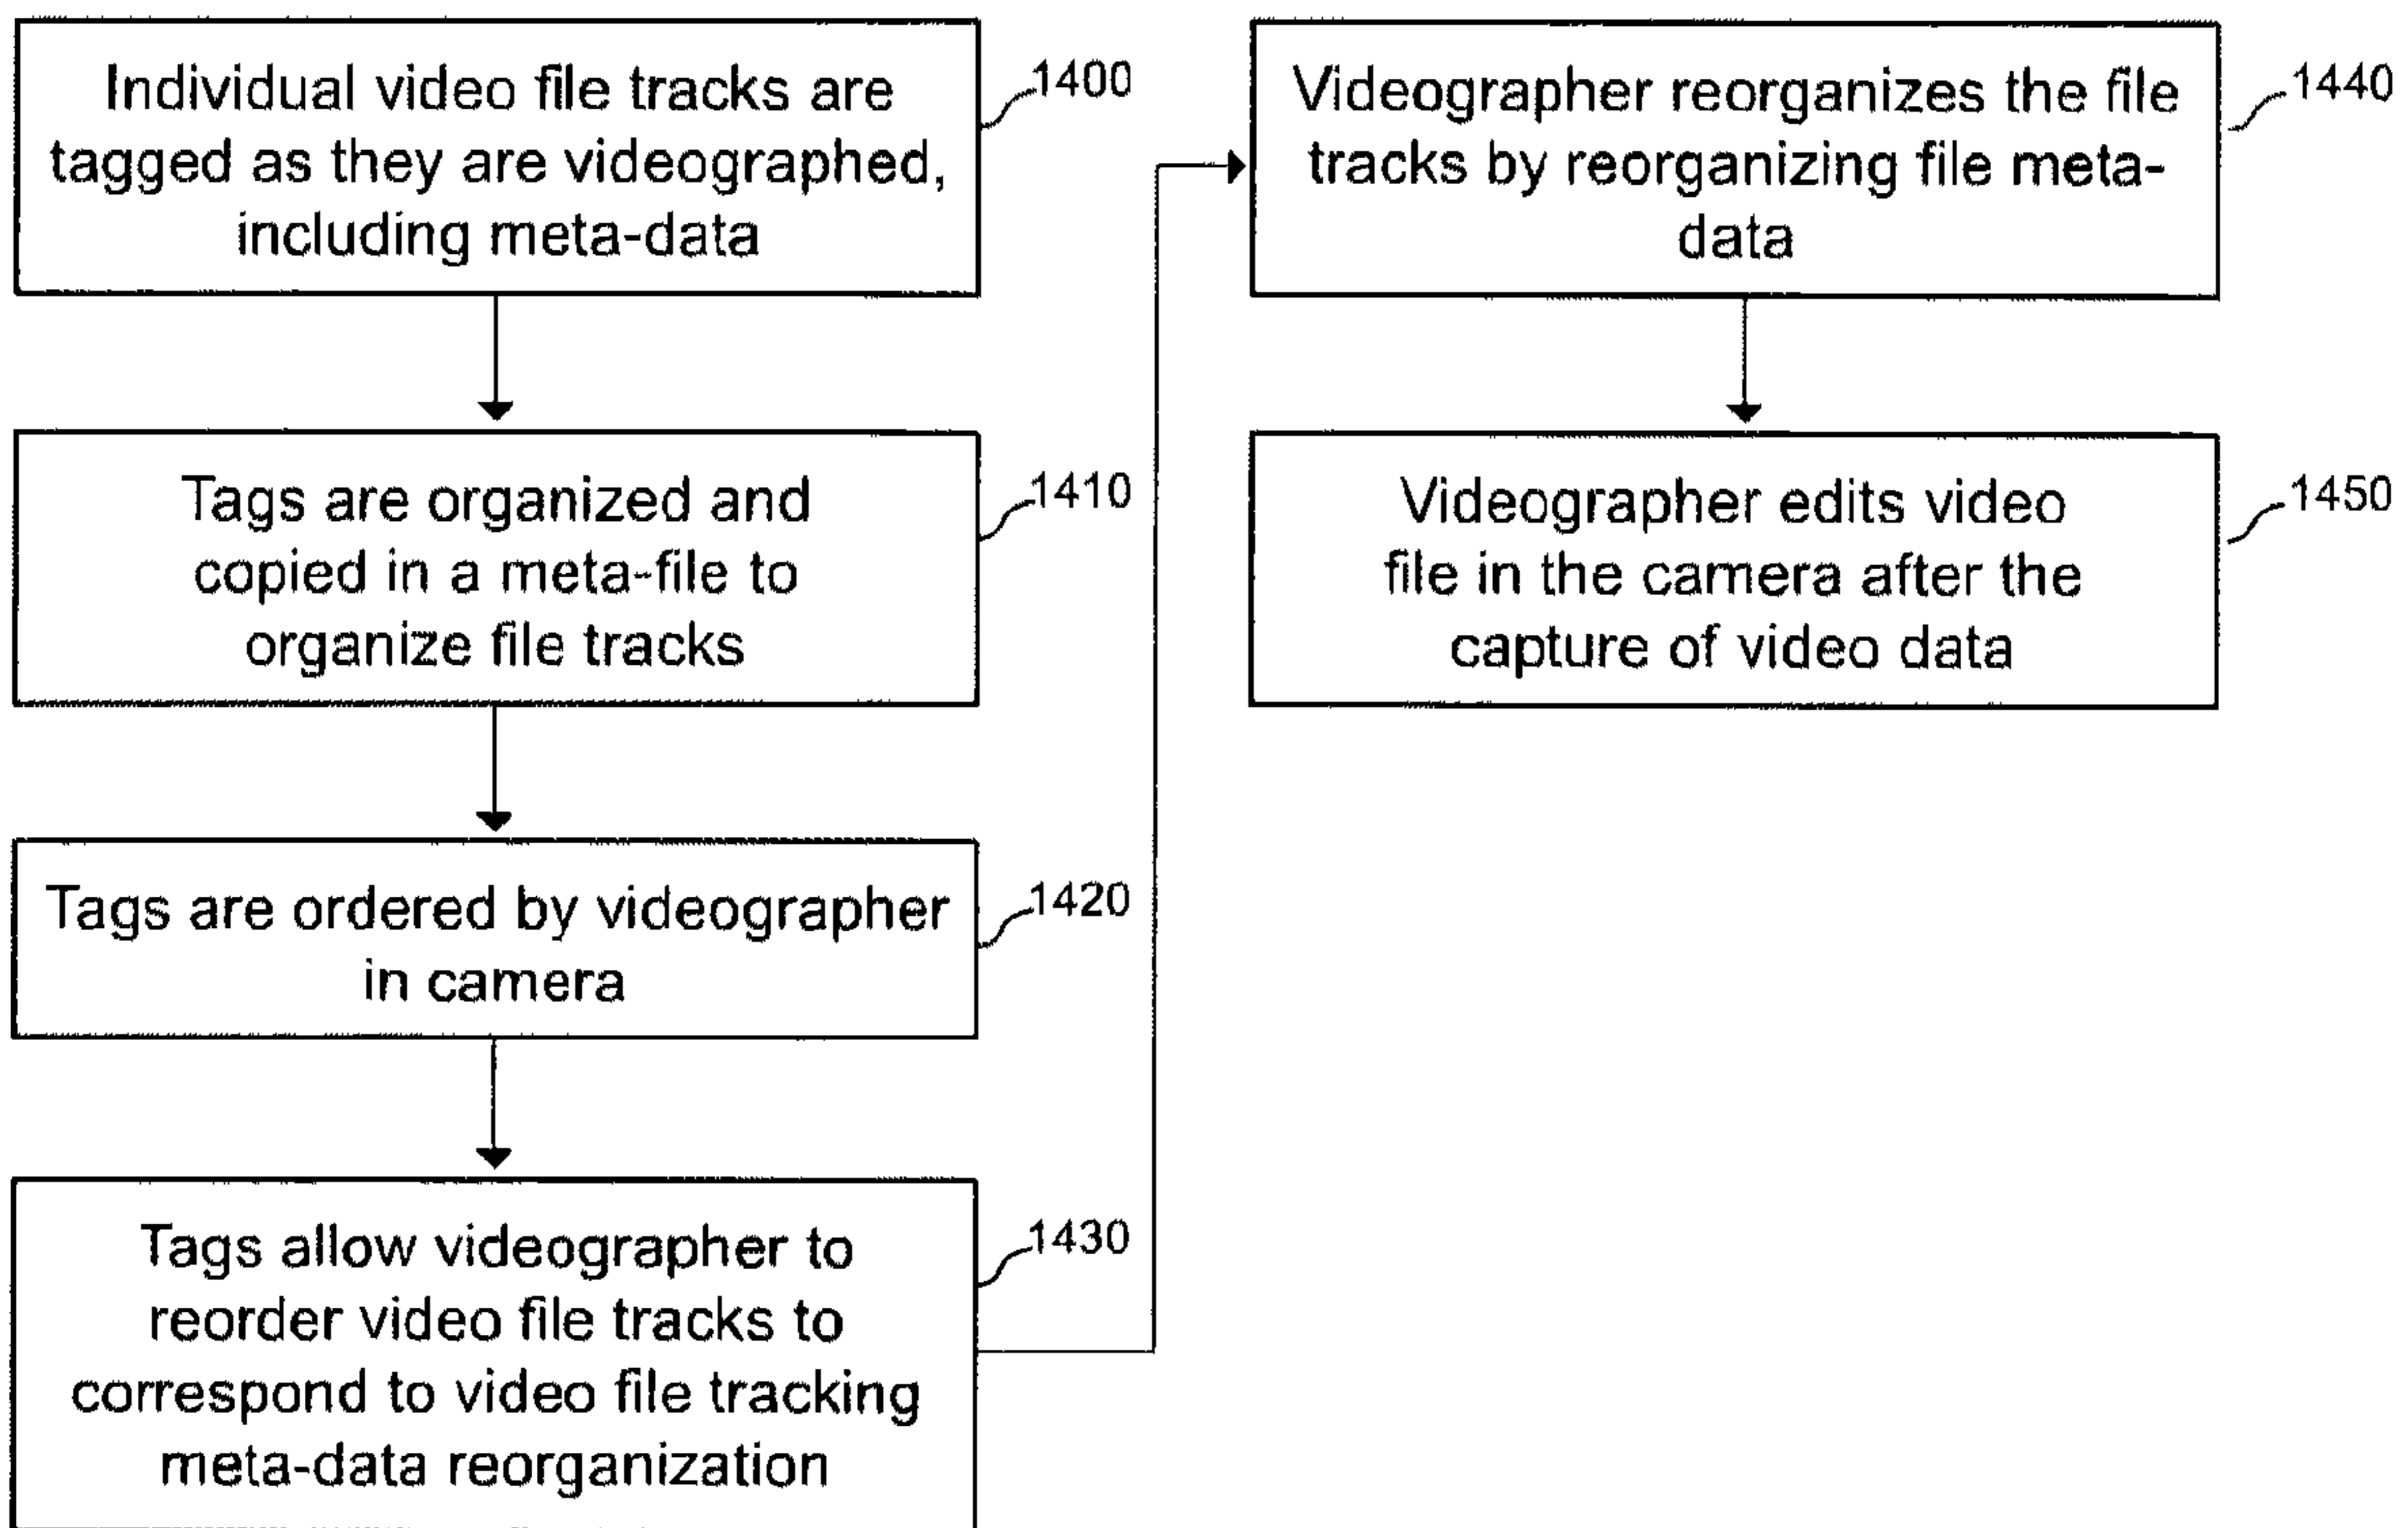 Individual video file tracks are
tagged as they are videographed,
including meta-data
1400
Tags are organized and
copied in a meta-file to
organize file tracks
1410
Tags are ordered by videographer
in camera
1420
Tags allow videographer to
reorder video file tracks to
correspond to video file tracking
meta-data reorganization
1430
Videographer reorganizes the file
tracks by reorganizing file meta-
data
1440
Videographer edits video
file in the camera after the
capture of video data
1450